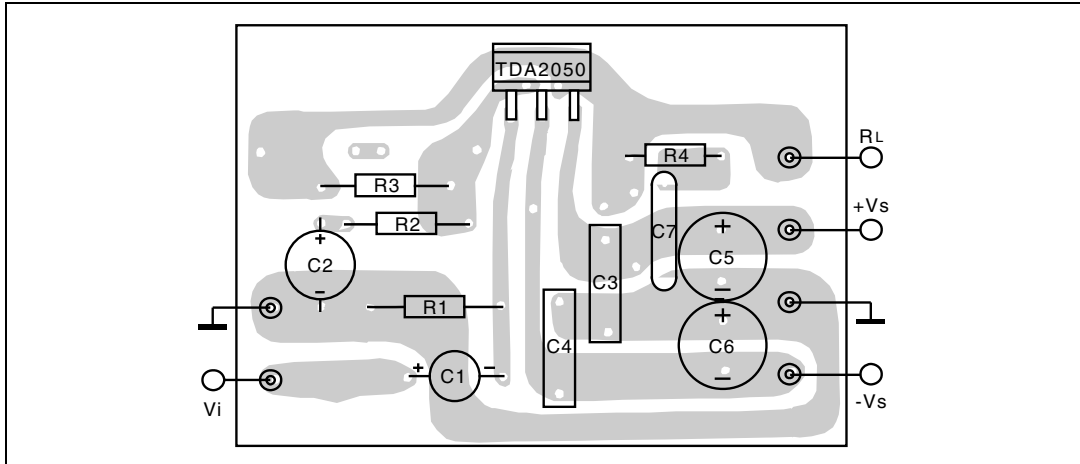 TDA2050
RL
R4
R3
+Vs
R2
+
+
C7
C5
C2
–
–
C3
R1
+
C4
C6
+
–
C1
–
Vi
-Vs